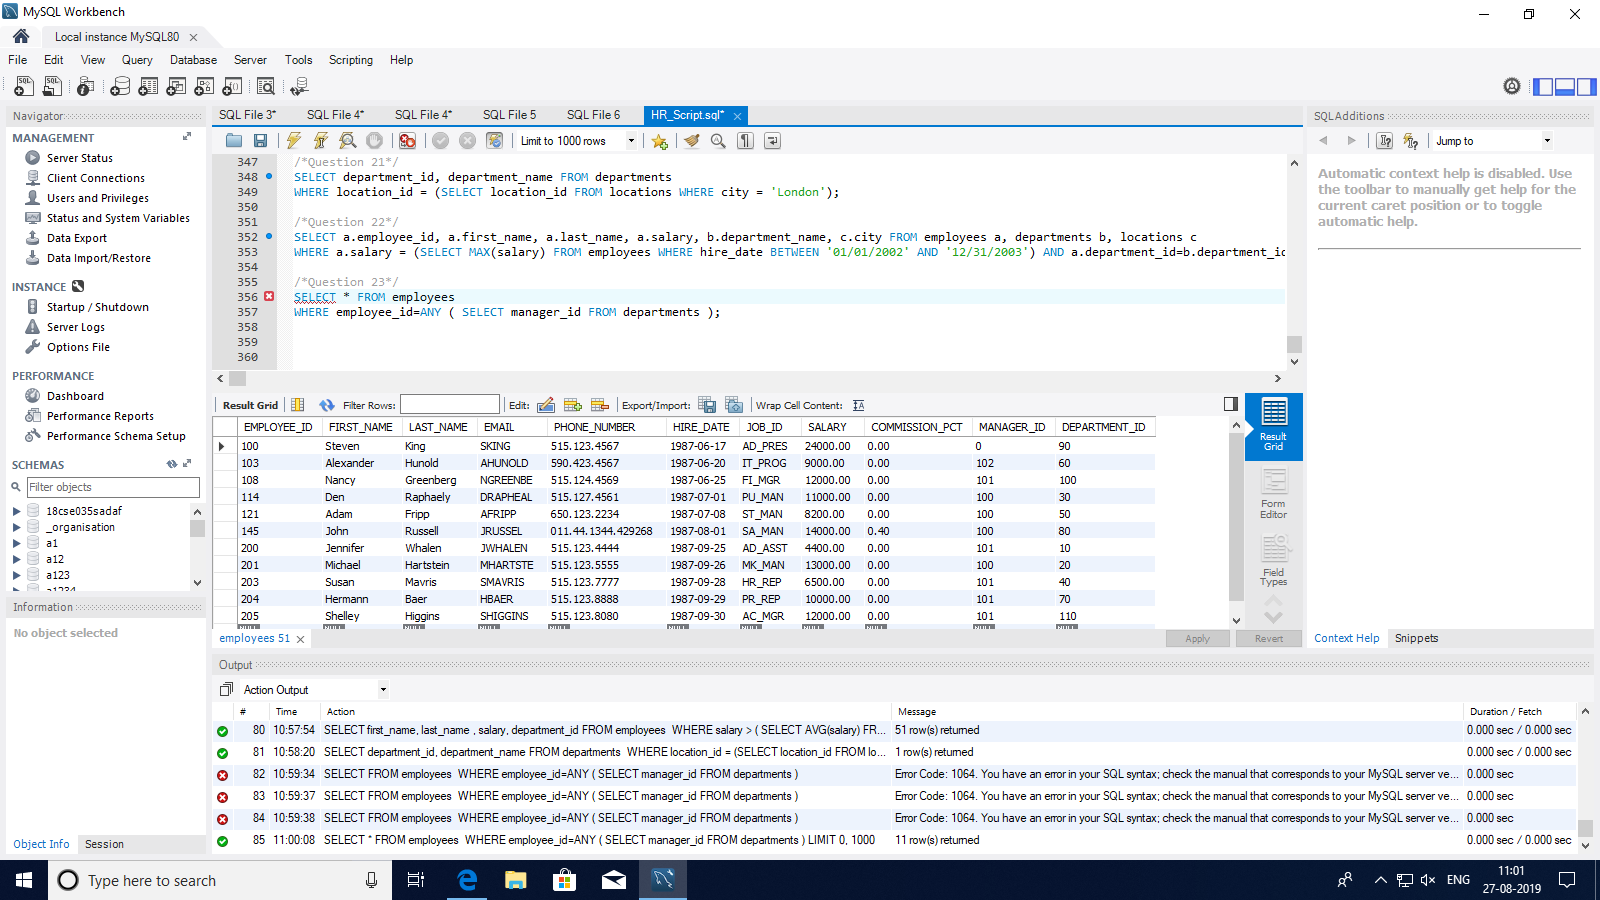 MySQL Workbench
Local instance MySQL80
File Edit View Query Database Server Tools Scripting Help
Navigator
MANAGEMENT
Server Status
Client Connections
Users and Privileges
Status and System Variables
Data Export
Data Import/Restore
INSTANCE
Startup / Shutdown
Server Logs
Options File
PERFORMANCE
Dashboard
Performance Reports
Performance Schema Setup
SCHEMAS
Filter objects
18cse035sadaf
_organisation
a1
a12
a123
a1234
Information
No object selected
Object Info Session
SQL File 3* SQL File 4* SQL File 4* SQL File 5 SQL File 6 HR_Script.sql*
Limit to 1000 rows
347 /*Question 21*/
348 SELECT department_id, department_name FROM departments
349 WHERE location_id = (SELECT location_id FROM locations WHERE city = 'London');
350
351 /*Question 22*/
352 SELECT a.employee_id, a.first_name, a.last_name, a.salary, b.department_name, c.city FROM employees a, departments b, locations c
353 WHERE a.salary = (SELECT MAX(salary) FROM employees WHERE hire_date BETWEEN '01/01/2002' AND '12/31/2003') AND a.department_id=b.department_id
354
355 /*Question 23*/
356 SELECT * FROM employees
357 WHERE employee_id=ANY ( SELECT manager_id FROM departments );
358
359
360
Result Grid Filter Rows: Edit: Export/Import: Wrap Cell Content:
EMPLOYEE_ID FIRST_NAME LAST_NAME EMAIL PHONE_NUMBER HIRE_DATE JOB_ID SALARY COMMISSION_PCT MANAGER_ID DEPARTMENT_ID
100 Steven King SKING 515.123.4567 1987-06-17 AD_PRES 24000.00 0.00 0 90
103 Alexander Hunold AHUNOLD 590.423.4567 1987-06-20 IT_PROG 9000.00 0.00 102 60
108 Nancy Greenberg NGREENBE 515.124.4569 1987-06-25 FI_MGR 12000.00 0.00 101 100
114 Den Raphaely DRAPHEAL 515.127.4561 1987-07-01 PU_MAN 11000.00 0.00 100 30
121 Adam Fripp AFRIPP 650.123.2234 1987-07-08 ST_MAN 8200.00 0.00 100 50
145 John Russell JRUSSEL 011.44.1344.429268 1987-08-01 SA_MAN 14000.00 0.40 100 80
200 Jennifer Whalen JWHALEN 515.123.4444 1987-09-25 AD_ASST 4400.00 0.00 101 10
201 Michael Hartstein MHARTSTE 515.123.5555 1987-09-26 MK_MAN 13000.00 0.00 100 20
203 Susan Mavris SMAVRIS 515.123.7777 1987-09-28 HR_REP 6500.00 0.00 101 40
204 Hermann Baer HBAER 515.123.8888 1987-09-29 PR_REP 10000.00 0.00 101 70
205 Shelley Higgins SHIGGINS 515.123.8080 1987-09-30 AC_MGR 12000.00 0.00 101 110
employees 51
Apply Revert
Result Grid
Form Editor
Field Types
SQLAdditions
Jump to
Automatic context help is disabled. Use
the toolbar to manually get help for the
current caret position or to toggle
automatic help.
Context Help Snippets
Output
Action Output
# Time Action Message Duration / Fetch
80 10:57:54 SELECT first_name, last_name , salary, department_id FROM employees WHERE salary > ( SELECT AVG(salary) FR... 51 row(s) returned 0.000 sec / 0.000 sec
81 10:58:20 SELECT department_id, department_name FROM departments WHERE location_id = (SELECT location_id FROM lo... 1 row(s) returned 0.000 sec / 0.000 sec
82 10:59:34 SELECT FROM employees WHERE employee_id=ANY ( SELECT manager_id FROM departments ) Error Code: 1064. You have an error in your SQL syntax; check the manual that corresponds to your MySQL server ve... 0.000 sec
83 10:59:37 SELECT FROM employees WHERE employee_id=ANY ( SELECT manager_id FROM departments ) Error Code: 1064. You have an error in your SQL syntax; check the manual that corresponds to your MySQL server ve... 0.000 sec
84 10:59:38 SELECT FROM employees WHERE employee_id=ANY ( SELECT manager_id FROM departments ) Error Code: 1064. You have an error in your SQL syntax; check the manual that corresponds to your MySQL server ve... 0.000 sec
85 11:00:08 SELECT * FROM employees WHERE employee_id=ANY ( SELECT manager_id FROM departments ) LIMIT 0, 1000 11 row(s) returned 0.000 sec / 0.000 sec
Type here to search
ENG
11:01
27-08-2019